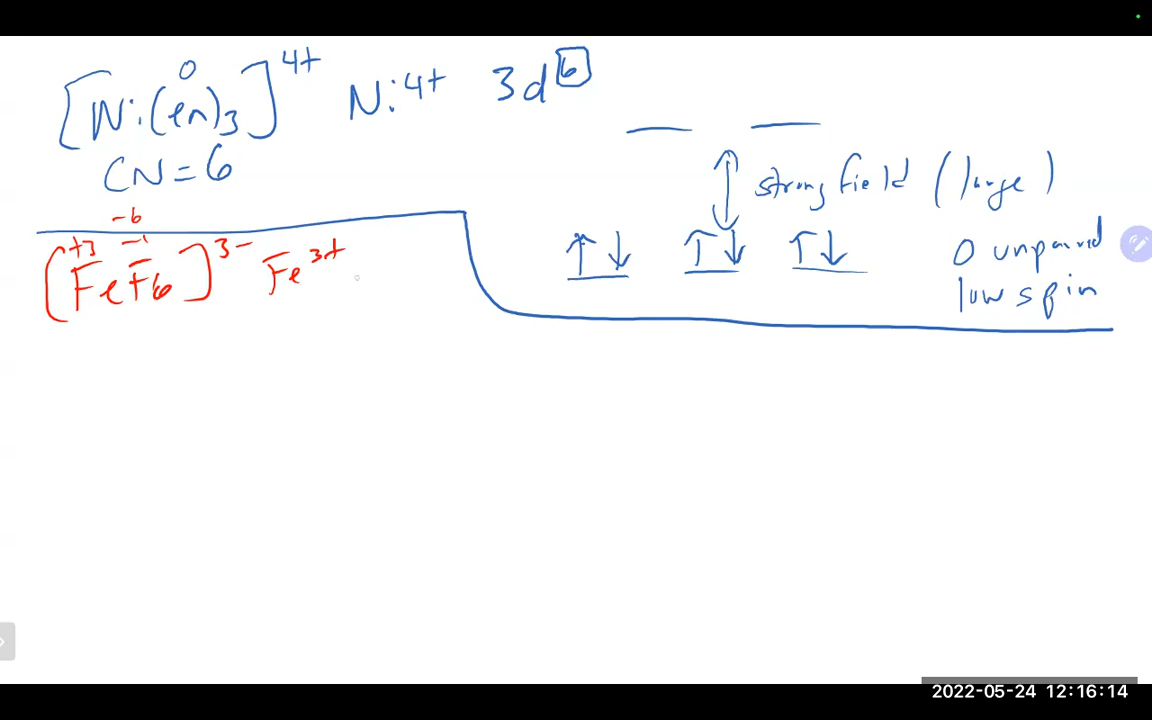 [Ni(en)3]4+ Ni4+ 3d6
0
CN = 6
strong field (large)
↑↓ ↑↓ ↑↓ 0 unpaired
low spin
-6
+3 -1
[FeF6]3- Fe3+
2022-05-24 12:16:14